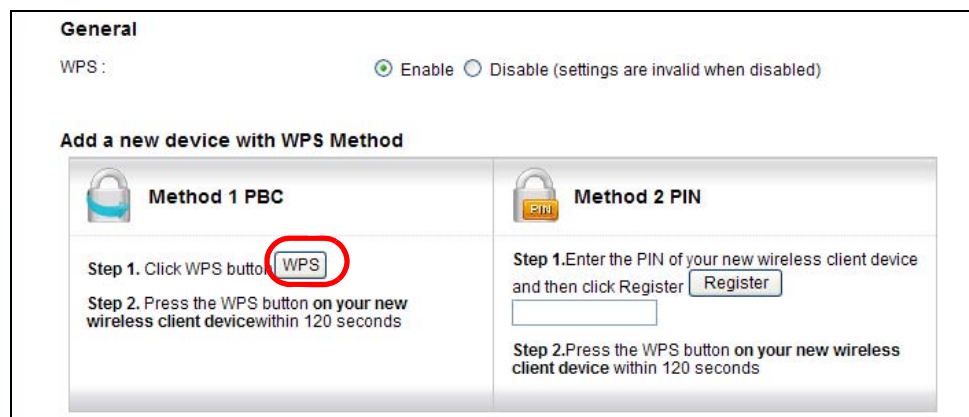 General
WPS : Enable Disable (settings are invalid when disabled)
Add a new device with WPS Method
Method 1 PBC
Step 1. Click WPS button WPS
Step 2. Press the WPS button on your new
wireless client devicewithin 120 seconds
PIN
Method 2 PIN
Step 1.Enter the PIN of your new wireless client device
and then click Register Register
Step 2.Press the WPS button on your new wireless
client device within 120 seconds